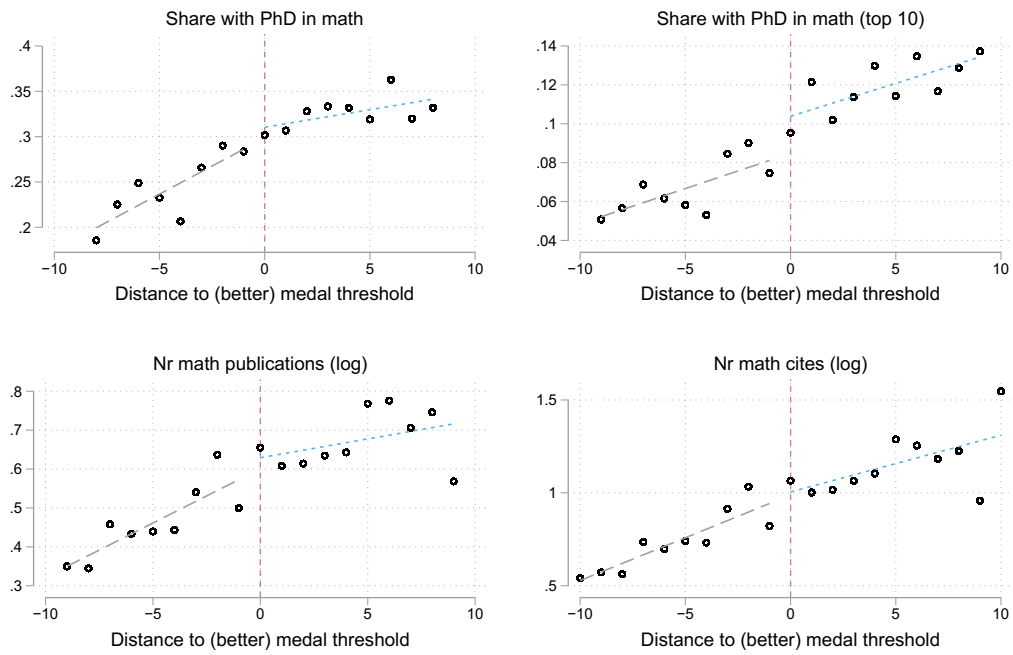 Share with PhD in math
.4
.35
.3
.25
.2
−10 −5 0 5 10
Distance to (better) medal threshold
Share with PhD in math (top 10)
.14
.12
.1
.08
.06
.04
−10 −5 0 5 10
Distance to (better) medal threshold
Nr math publications (log)
.8
.7
.6
.5
.4
.3
−10 −5 0 5 10
Distance to (better) medal threshold
Nr math cites (log)
1.5
1
.5
−10 −5 0 5 10
Distance to (better) medal threshold